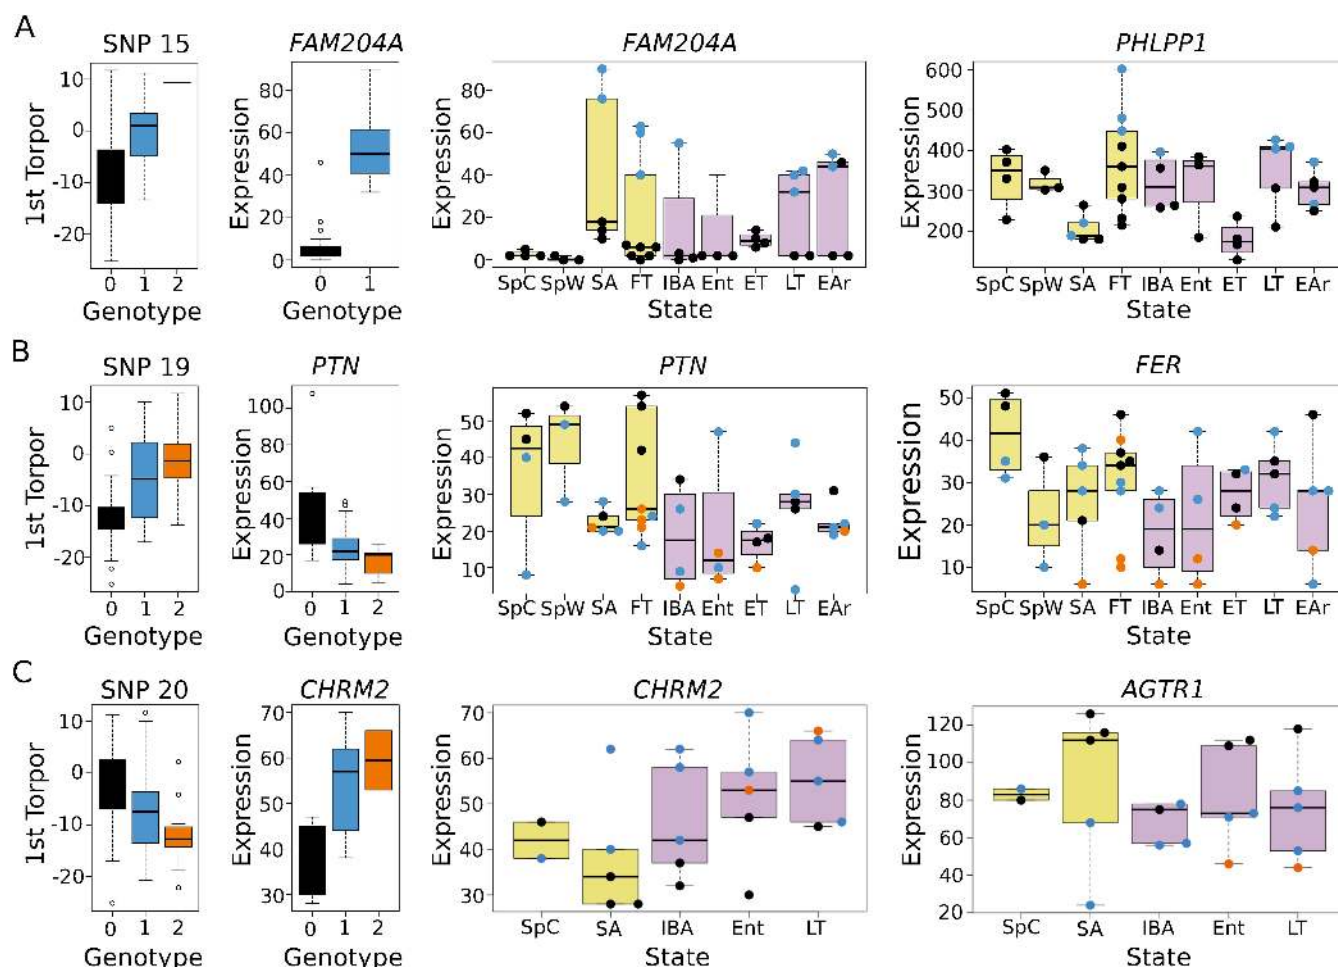 A
SNP 15
FAM204A
FAM204A
PHLPP1
1st Torpor
10
0
-10
-20
0 1 2
Genotype
Expression
80
60
40
20
0
0 1
Genotype
Expression
80
60
40
20
0
SpC SpW SA FT IBA Ent ET LT EAr
State
Expression
600
500
400
300
200
SpC SpW SA FT IBA Ent ET LT EAr
State
B
SNP 19
PTN
PTN
FER
1st Torpor
10
0
-10
-20
0 1 2
Genotype
Expression
100
80
60
40
20
0
0 1 2
Genotype
Expression
50
40
30
20
10
SpC SpW SA FT IBA Ent ET LT EAr
State
Expression
50
40
30
20
10
SpC SpW SA FT IBA Ent ET LT EAr
State
C
SNP 20
CHRM2
CHRM2
AGTR1
1st Torpor
10
0
-10
-20
0 1 2
Genotype
Expression
70
60
50
40
30
0 1 2
Genotype
Expression
70
60
50
40
30
SpC SA IBA Ent LT
State
Expression
120
100
80
60
40
20
SpC SA IBA Ent LT
State